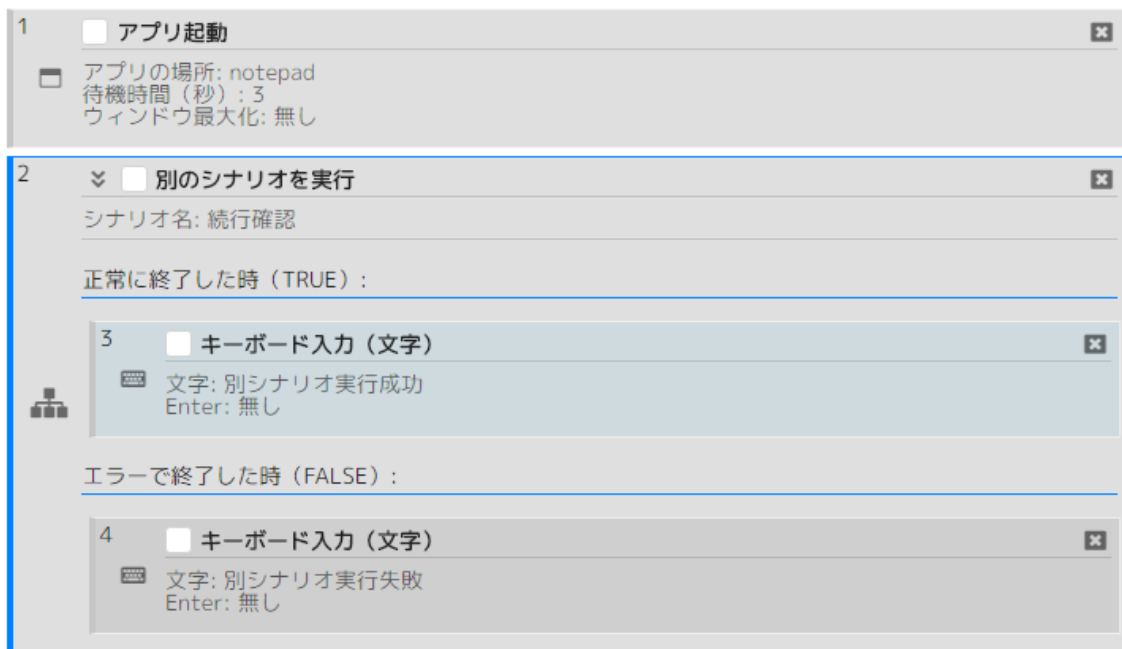 1
アプリ起動
アプリの場所: notepad
待機時間（�）: 3
ウィンドウ最大化: 無し
2
別のシナリオを実行
シナリオ名: 続行確認
正常に終了した時（TRUE）:
3
キーボード入力（文字）
文字: 別シナリオ実行成功
Enter: 無し
エラーで終了した時（FALSE）:
4
キーボード入力（文字）
文字: 別シナリオ実行失敗
Enter: 無し